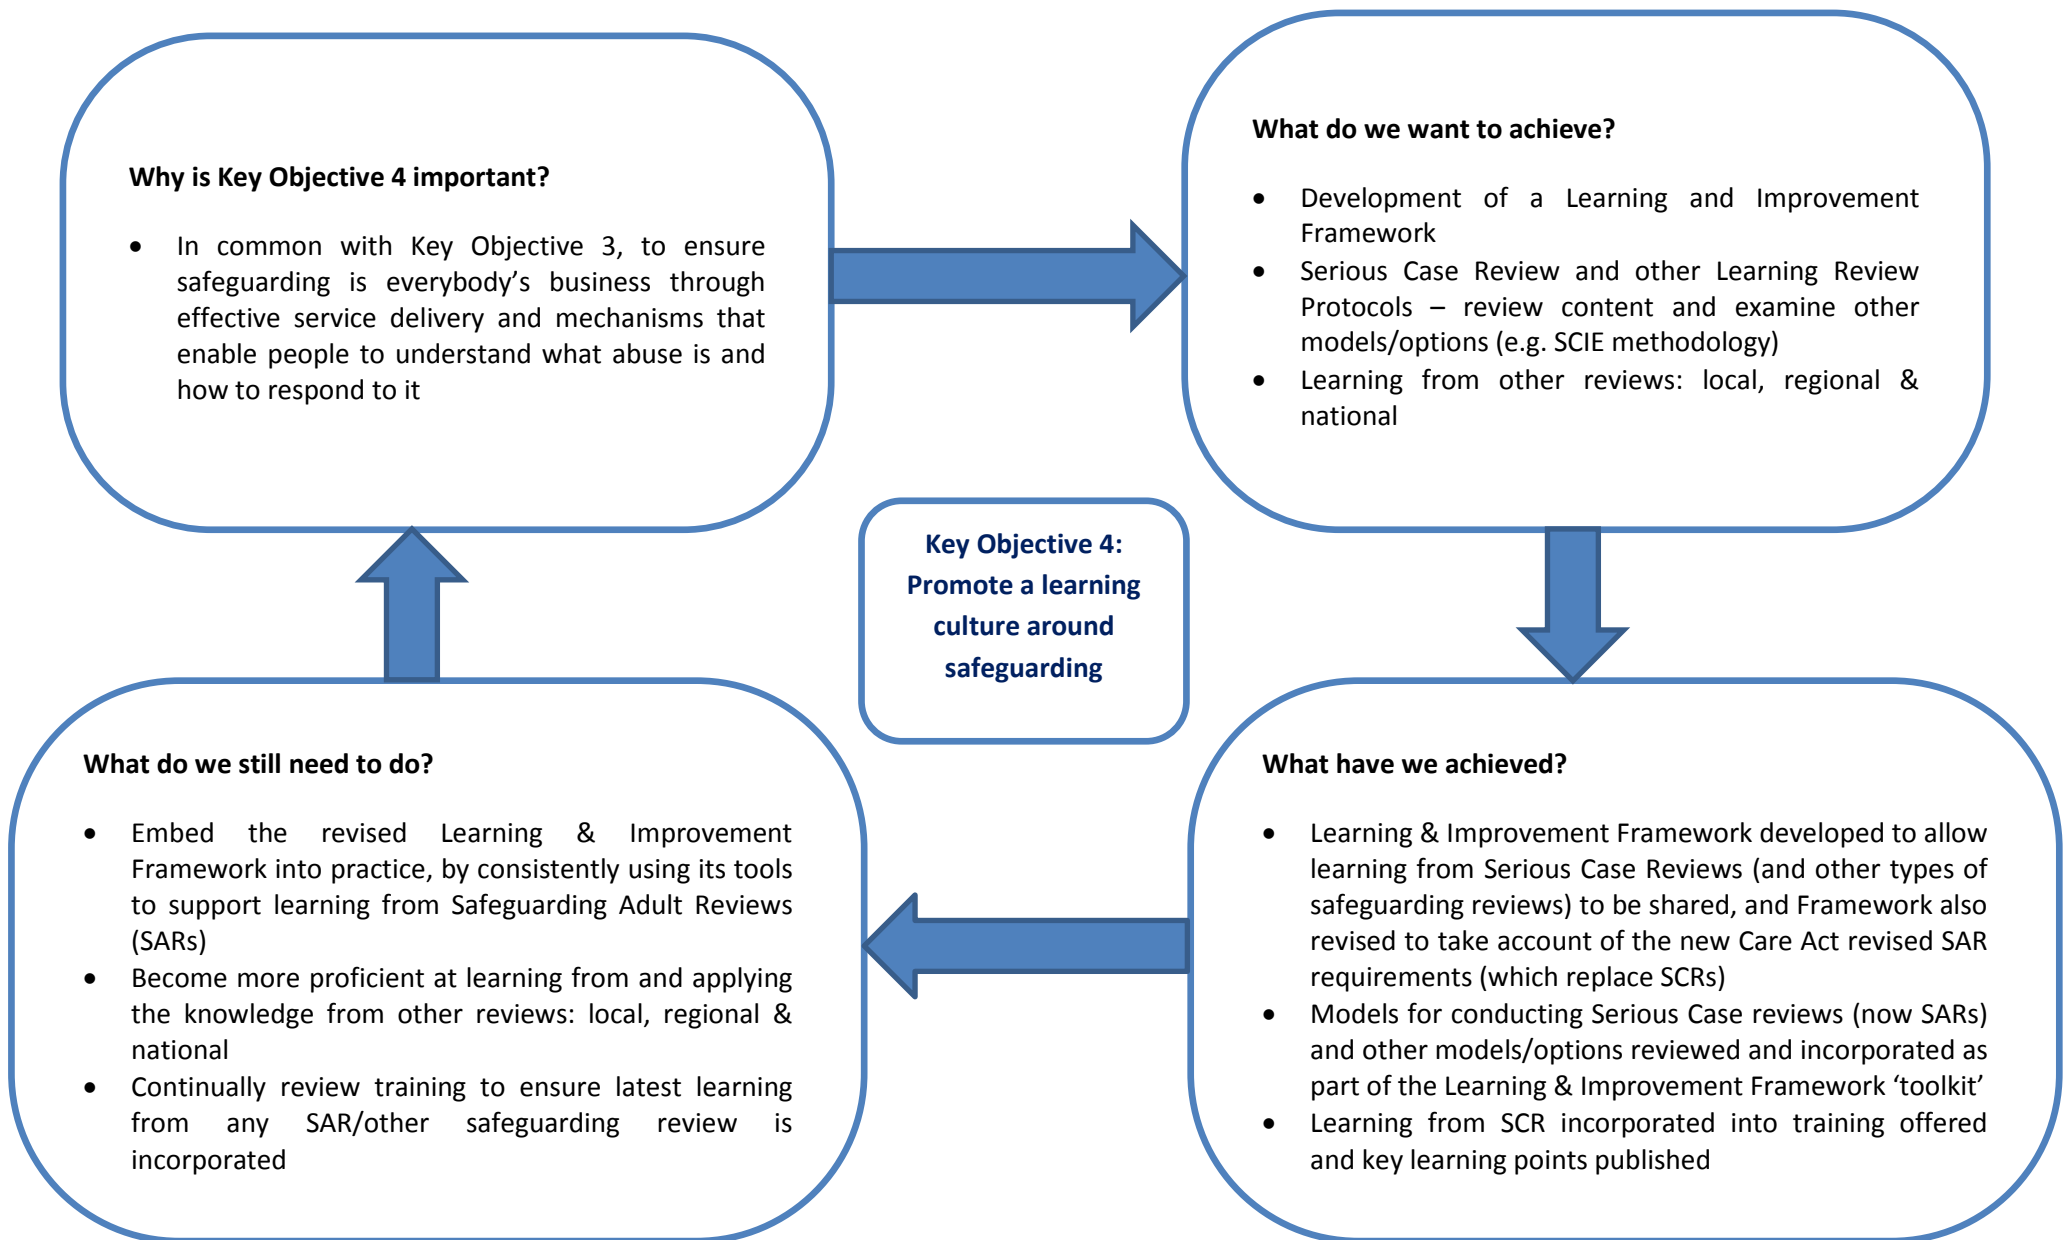 Why is Key Objective 4 important?
• In common with Key Objective 3, to ensure
safeguarding is everybody’s business through
effective service delivery and mechanisms that
enable people to understand what abuse is and
how to respond to it
What do we want to achieve?
• Development of a Learning and Improvement
Framework
• Serious Case Review and other Learning Review
Protocols – review content and examine other
models/options (e.g. SCIE methodology)
• Learning from other reviews: local, regional &
national
Key Objective 4:
Promote a learning
culture around
safeguarding
What do we still need to do?
• Embed the revised Learning & Improvement
Framework into practice, by consistently using its tools
to support learning from Safeguarding Adult Reviews
(SARs)
• Become more proficient at learning from and applying
the knowledge from other reviews: local, regional &
national
• Continually review training to ensure latest learning
from any SAR/other safeguarding review is
incorporated
What have we achieved?
• Learning & Improvement Framework developed to allow
learning from Serious Case Reviews (and other types of
safeguarding reviews) to be shared, and Framework also
revised to take account of the new Care Act revised SAR
requirements (which replace SCRs)
• Models for conducting Serious Case reviews (now SARs)
and other models/options reviewed and incorporated as
part of the Learning & Improvement Framework ‘toolkit’
• Learning from SCR incorporated into training offered
and key learning points published